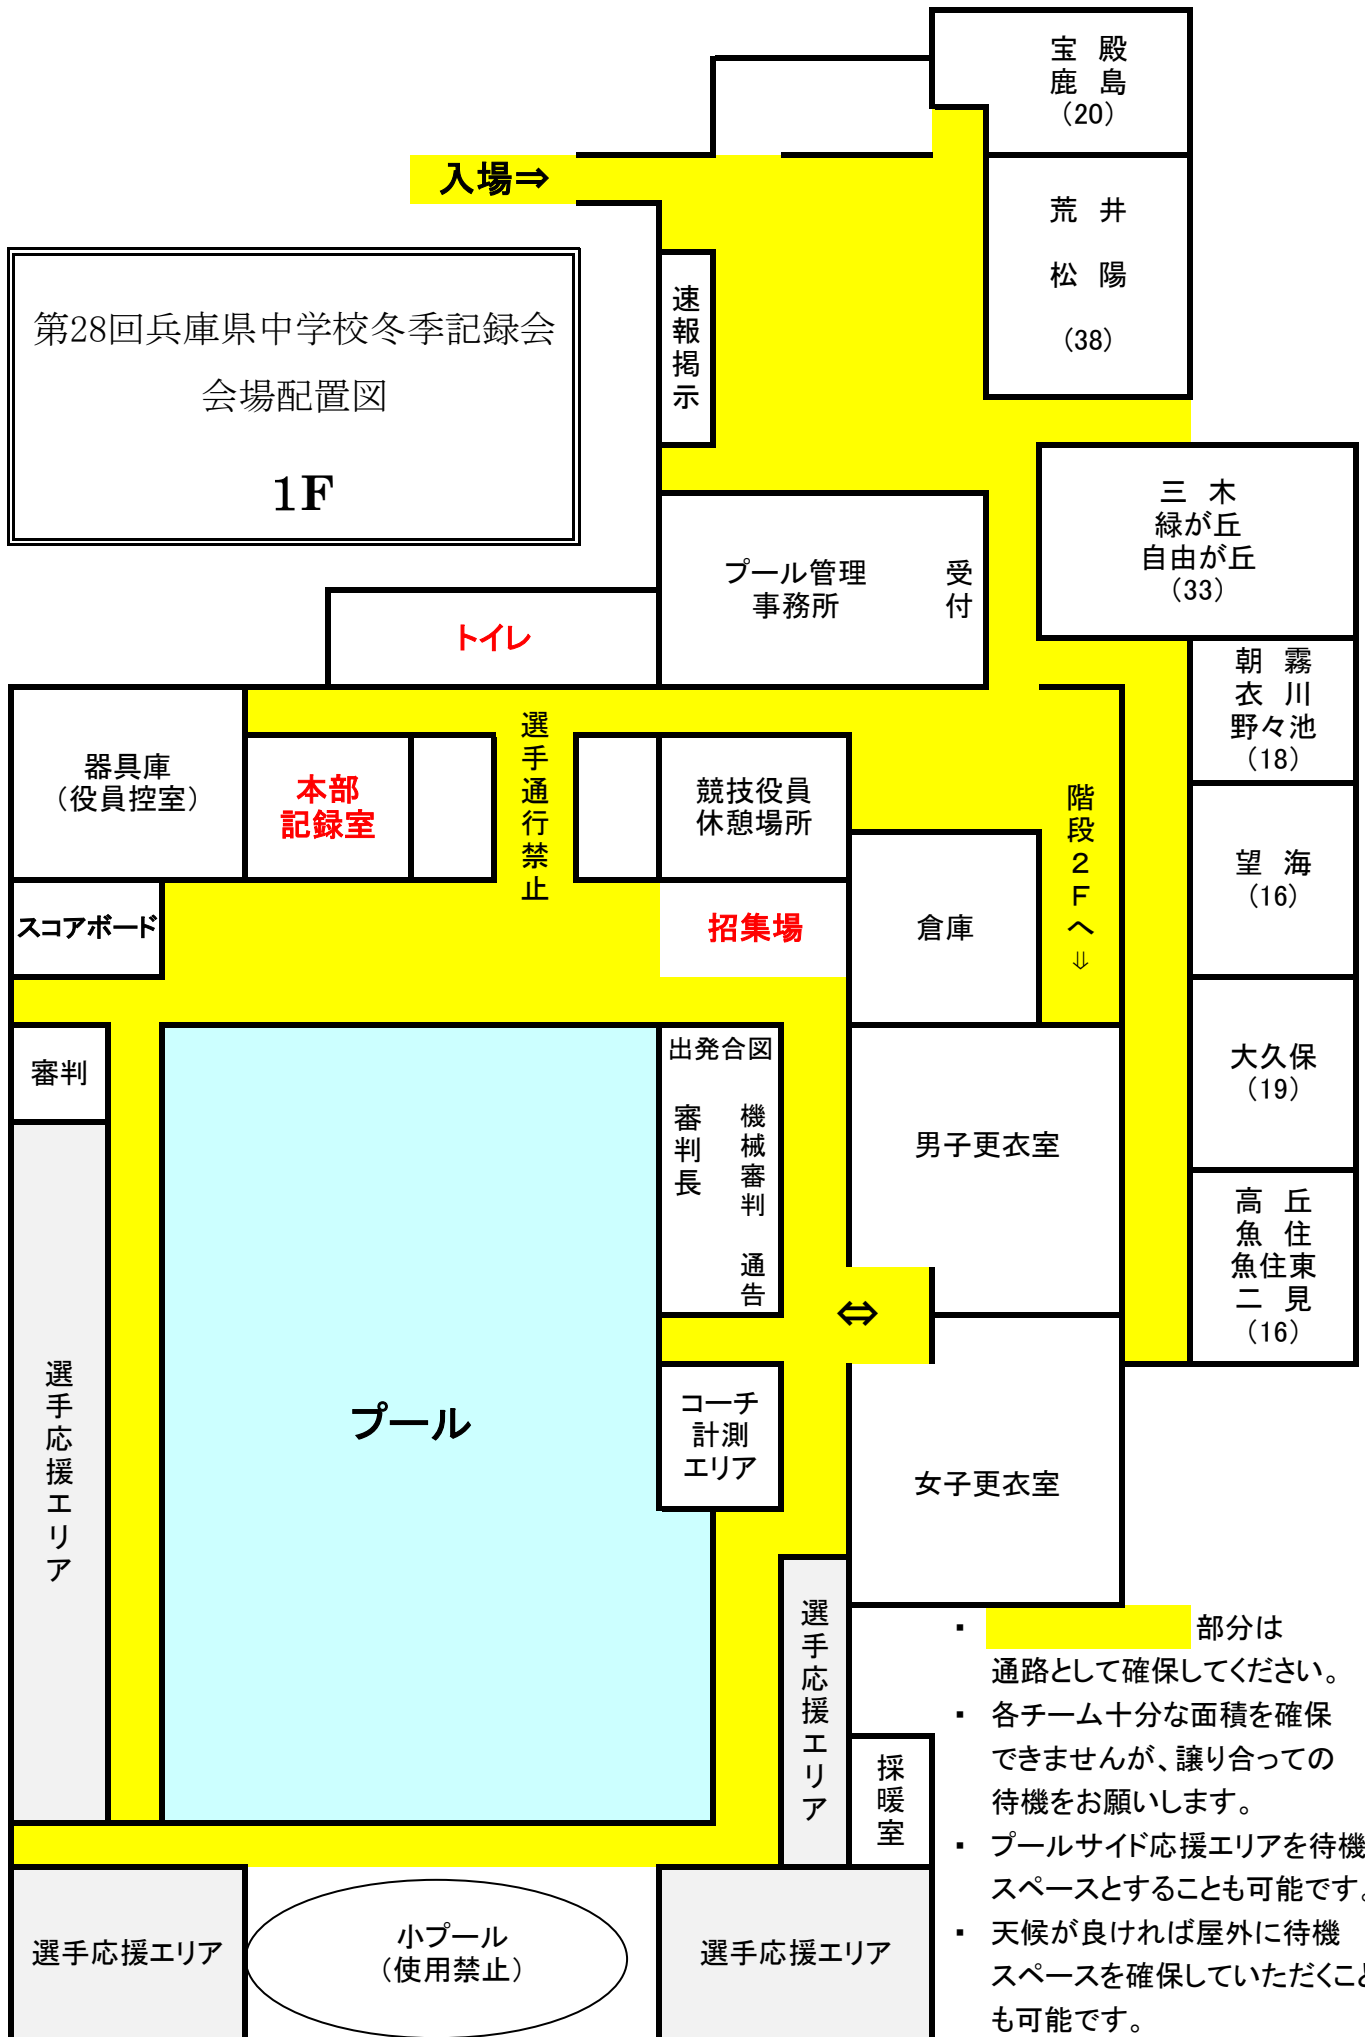 宝 殿
鹿 島
（20）
入場⇒
荒 井
松 陽
（38）
第28回兵庫県中学校冬季記録会
会場配置図
1F
速報掲示
三 木
緑が丘
自由が丘
（33）
プール管理
事務所
受付
トイレ
朝 霧
衣 川
野々池
（18）
器具庫
（役員控室）
本部
記録室
選手通行禁止
競技役員
休憩場所
階段２Ｆへ⇓
望 海
（16）
スコアボード
招集場
倉庫
審判
出発合図
審判長
機械審判
通告
男子更衣室
大久保
（19）
高 丘
魚 住
魚住東
二 見
（16）
⇔
選手応援エリア
プール
コーチ
計測
エリア
女子更衣室
選手応援エリア
採暖室
選手応援エリア
小プール
（使用禁止）
選手応援エリア
▪ 部分は
通路として確保してください。
▪ 各チーム十分な面積を確保
できませんが、譲り合っての
待機をお願いします。
▪ プールサイド応援エリアを待機
スペースとすることも可能です。
▪ 天候が良ければ屋外に待機
スペースを確保していただくこと
も可能です。